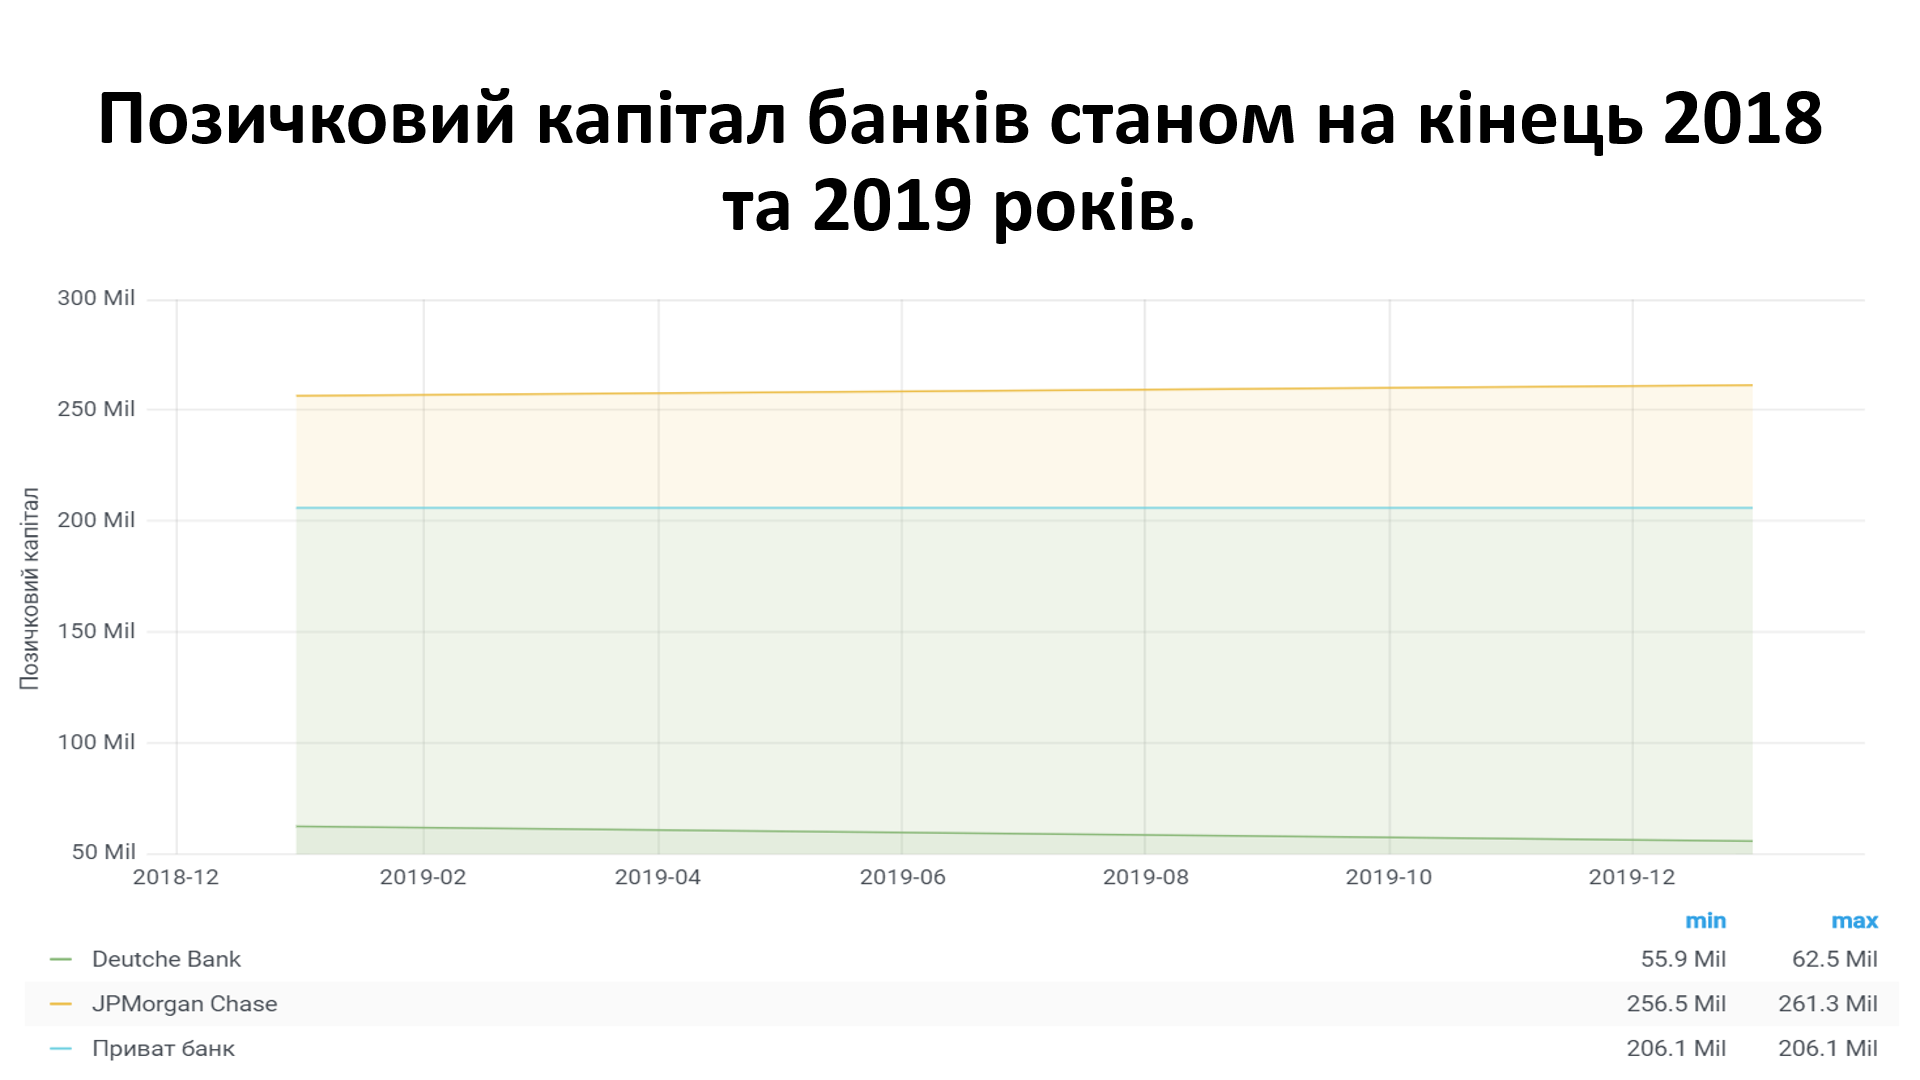 Позичковий капітал банків станом на кінець 2018
та 2019 років.
300 Mil
250 Mil
200 Mil
150 Mil
100 Mil
50 Mil
Позичковий капітал
2018-12 2019-02 2019-04 2019-06 2019-08 2019-10 2019-12
min max
Deutche Bank 55.9 Mil 62.5 Mil
JPMorgan Chase 256.5 Mil 261.3 Mil
Приват банк 206.1 Mil 206.1 Mil